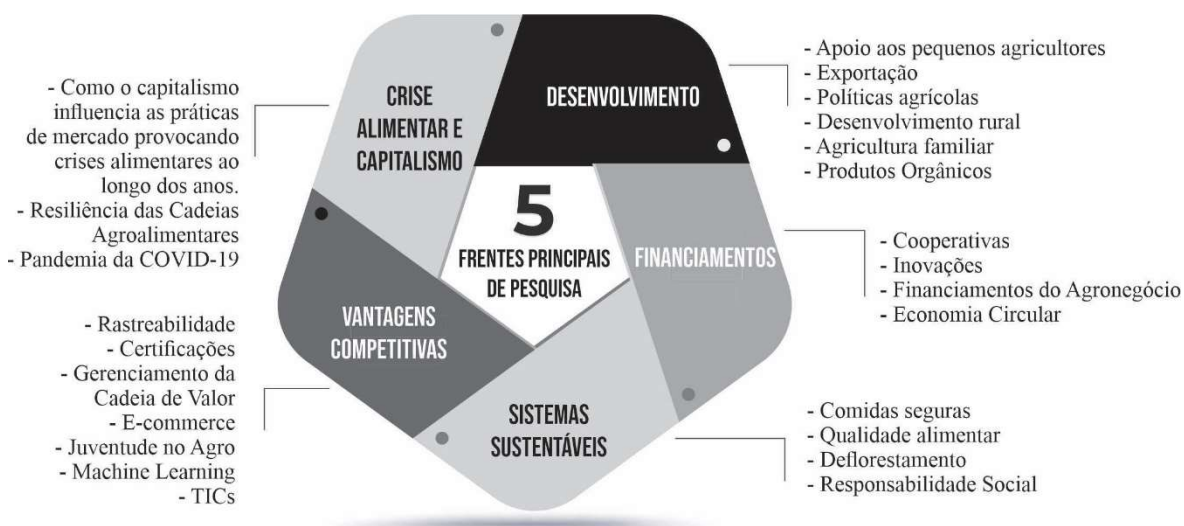 CRISE
ALIMENTAR E
CAPITALISMO
- Como o capitalismo
influencia as práticas
de mercado provocando
crises alimentares ao
longo dos anos.
- Resiliência das Cadeias
Agroalimentares
- Pandemia da COVID-19
DESENVOLVIMENTO
- Apoio aos pequenos agricultores
- Exportação
- Políticas agrícolas
- Desenvolvimento rural
- Agricultura familiar
- Produtos Orgânicos
5
FRENTES PRINCIPAIS
DE PESQUISA
FINANCIAMENTOS
- Cooperativas
- Inovações
- Financiamentos do Agronegócio
- Economia Circular
VANTAGENS
COMPETITIVAS
- Rastreabilidade
- Certificações
- Gerenciamento da
Cadeia de Valor
- E-commerce
- Juventude no Agro
- Machine Learning
- TICs
SISTEMAS
SUSTENTÁVEIS
- Comidas seguras
- Qualidade alimentar
- Deflorestamento
- Responsabilidade Social